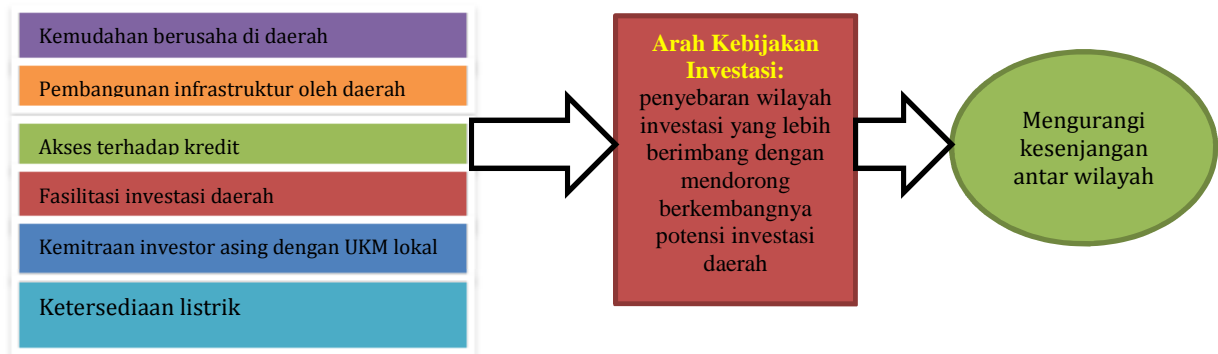 Kemudahan berusaha di daerah
Pembangunan infrastruktur oleh daerah
Akses terhadap kredit
Fasilitasi investasi daerah
Kemitraan investor asing dengan UKM lokal
Ketersediaan listrik
Arah Kebijakan
Investasi:
penyebaran wilayah
investasi yang lebih
berimbang dengan
mendorong
berkembangnya
potensi investasi
daerah
Mengurangi
kesenjangan
antar wilayah